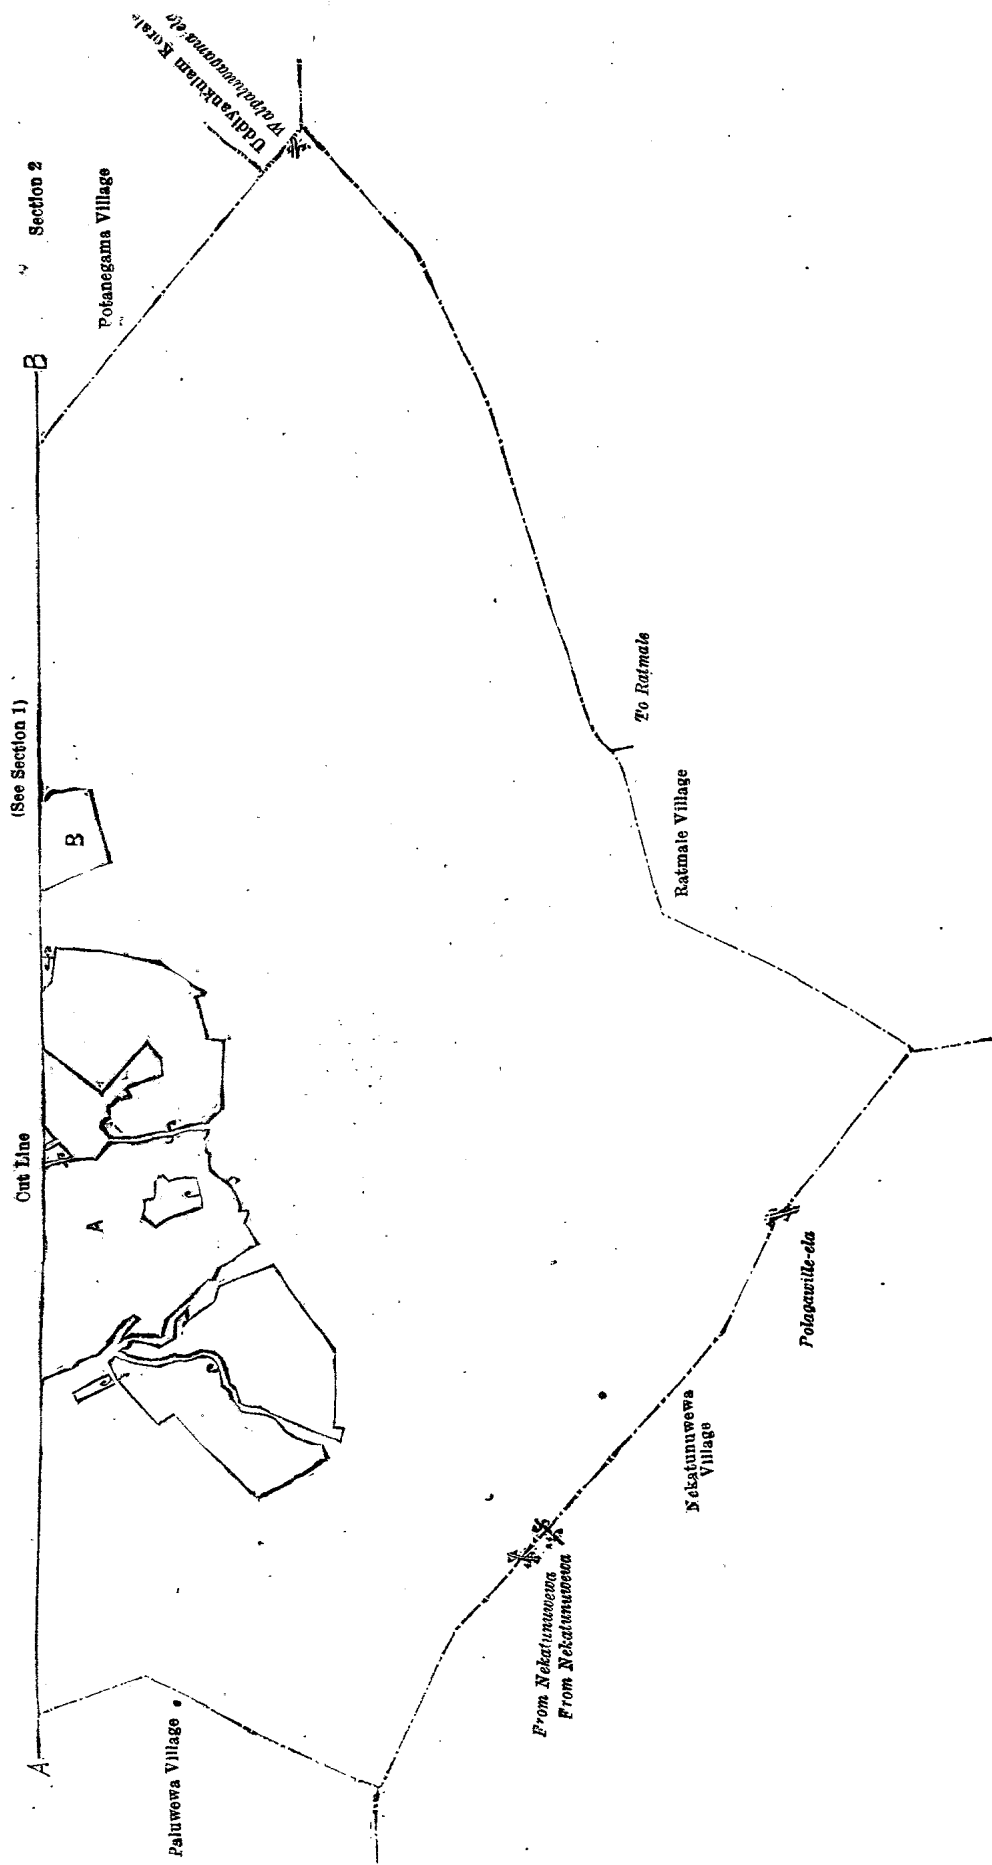 Section 2
(See Section 1)
Cut Line
A
B
Potanegama Village
Uddiyankulam Korale
Walpaluwagama ela
B
A
To Ratmale
Ratmale Village
Paluwewa Village
Polagawille-ela
Nekatunuwewa
Village
From Nekatunuwewa
From Nekatunuwewa